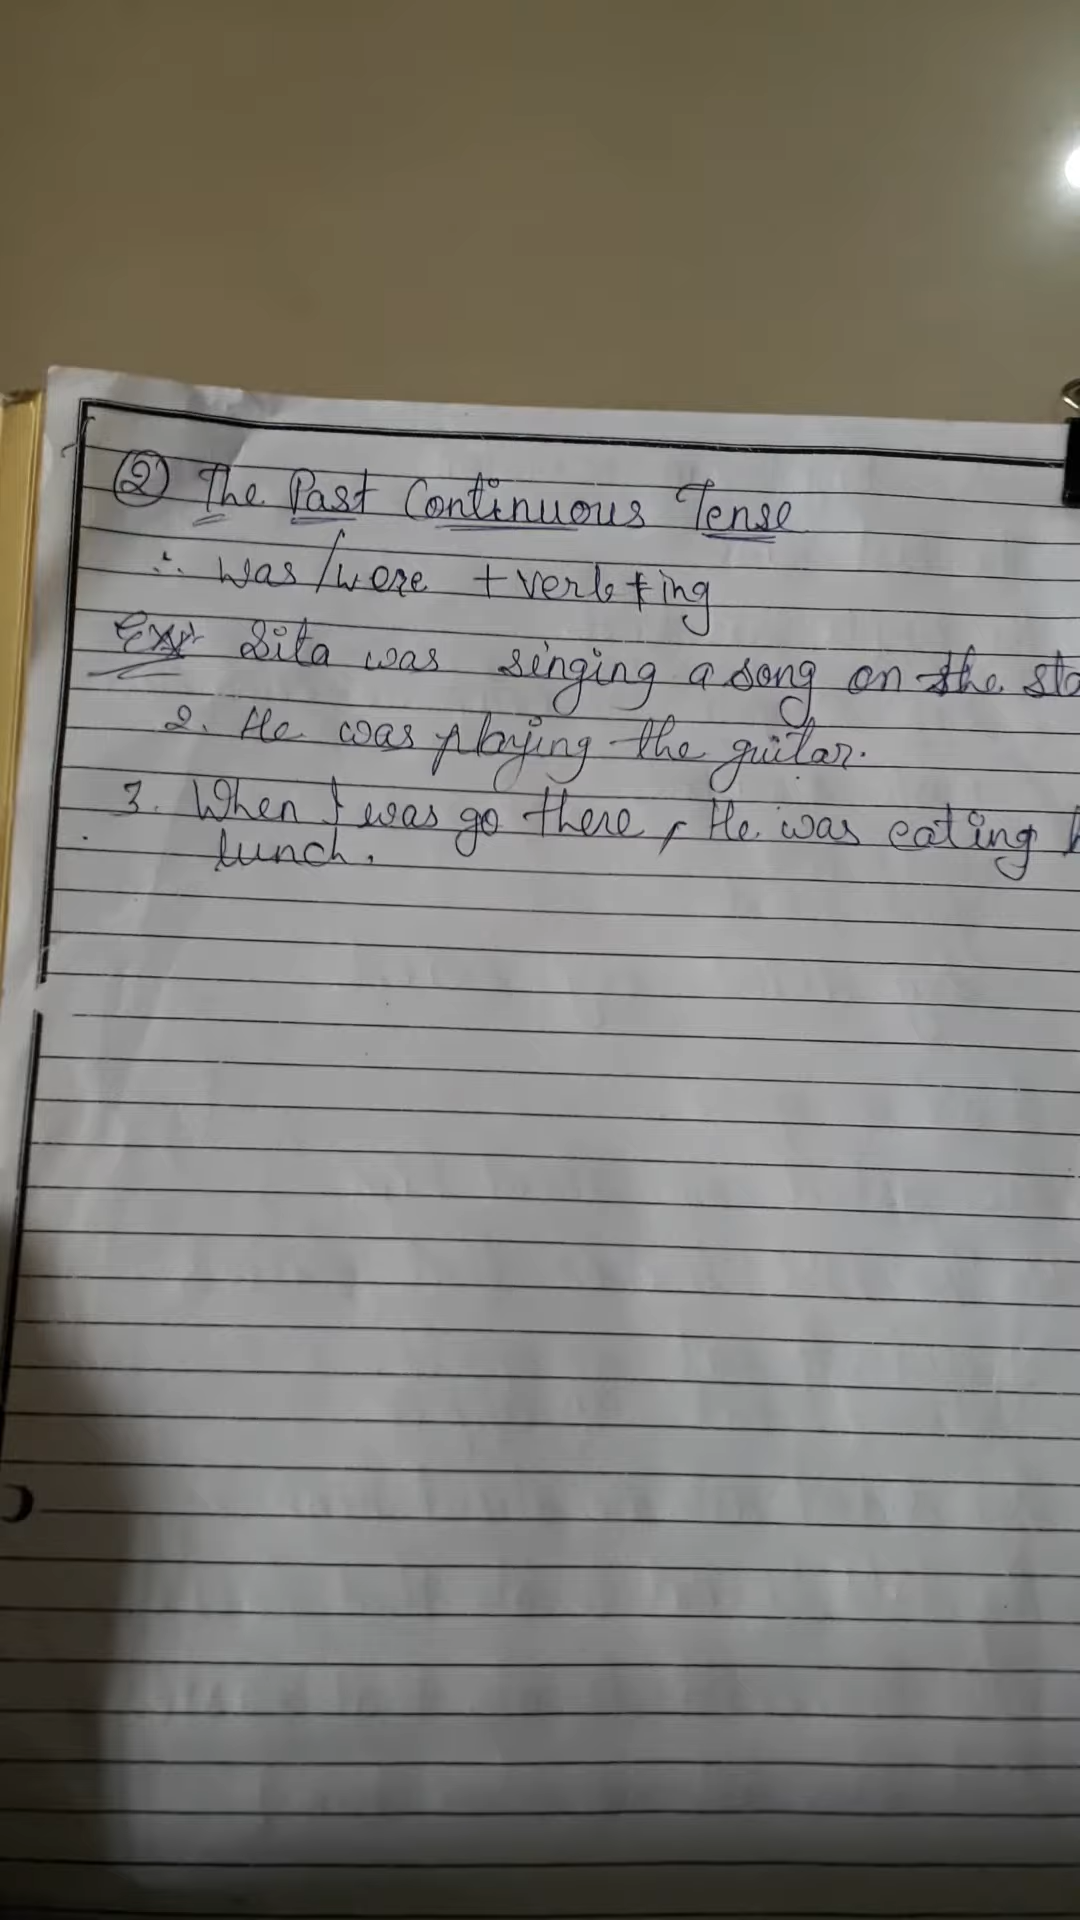 ② The Past Continuous Tense
∴ was/were + verb + ing
Ex:- Sita was singing a song on the
2. He was playing the guitar.
3. When I was go there, He was eating
lunch.